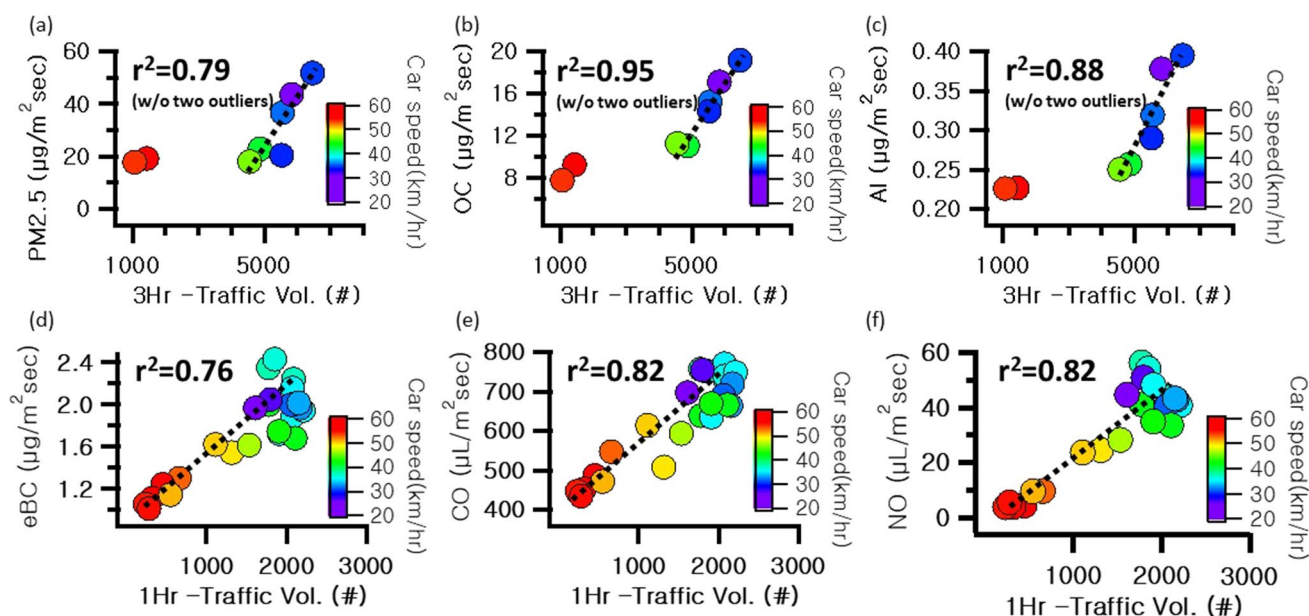 (a)
PM2.5 (µg/m²sec)
60
40
20
0
r²=0.79
(w/o two outliers)
1000
5000
3Hr −Traffic Vol. (#)
60
50
40
30
20
Car speed(km/hr)
(b)
OC (µg/m²sec)
20
16
12
8
r²=0.95
(w/o two outliers)
1000
5000
3Hr −Traffic Vol. (#)
60
50
40
30
20
Car speed(km/hr)
(c)
Al (µg/m²sec)
0.40
0.32
0.26
0.20
r²=0.88
(w/o two outliers)
1000
5000
3Hr −Traffic Vol. (#)
60
50
40
30
20
Car speed(km/hr)
(d)
eBC (µg/m²sec)
2.4
2.0
1.6
1.2
r²=0.76
1000
2000
3000
1Hr −Traffic Vol. (#)
60
50
40
30
20
Car speed(km/hr)
(e)
CO (µL/m²sec)
800
700
600
500
400
r²=0.82
1000
2000
3000
1Hr −Traffic Vol. (#)
60
50
40
30
20
Car speed(km/hr)
(f)
NO (µL/m²sec)
60
40
20
0
r²=0.82
1000
2000
3000
1Hr −Traffic Vol. (#)
60
50
40
30
20
Car speed(km/hr)